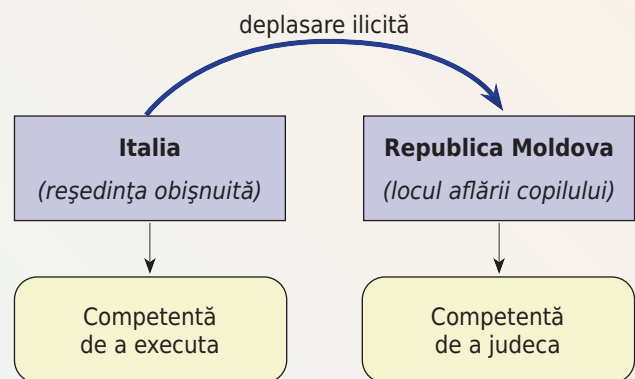 deplasare ilicită
Italia
(reşedinţa obişnuită)
Republica Moldova
(locul aflării copilului)
Competentă
de a executa
Competentă
de a judeca